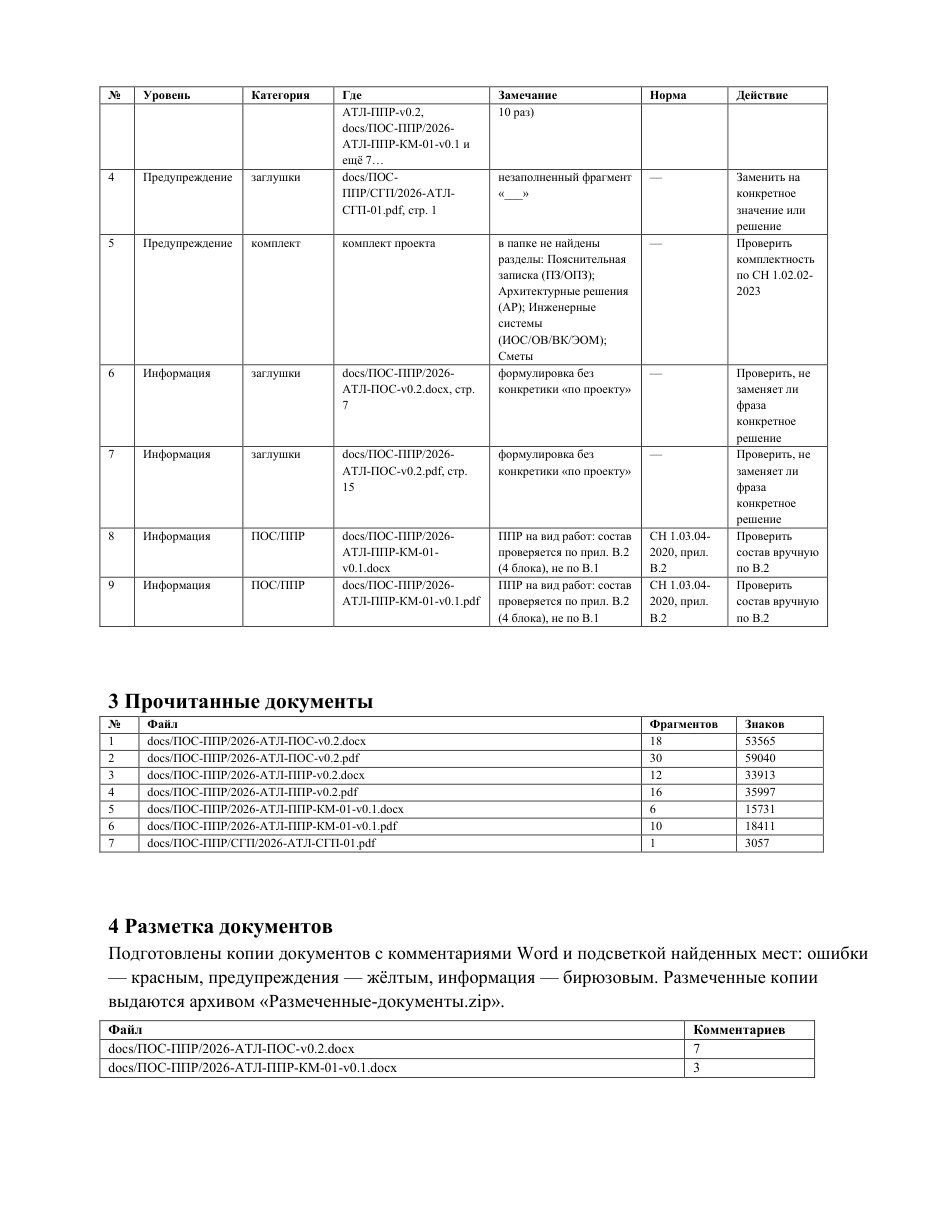 № Уровень Категория Где Замечание Норма Действие
АТЛ-ППР-v0.2, 10 раз)
docs/ПОС-ППР/2026-
АТЛ-ППР-КМ-01-v0.1 и
ещё 7…
4 Предупреждение заглушки docs/ПОС- незаполненный фрагмент — Заменить на
ППР/СГП/2026-АТЛ- «___» конкретное
СГП-01.pdf, стр. 1 значение или
решение
5 Предупреждение комплект комплект проекта в папке не найдены — Проверить
разделы: Пояснительная комплектность
записка (ПЗ/ОПЗ); по СН 1.02.02-
Архитектурные решения 2023
(АР); Инженерные
системы
(ИОС/ОВ/ВК/ЭОМ);
Сметы
6 Информация заглушки docs/ПОС-ППР/2026- формулировка без — Проверить, не
АТЛ-ПОС-v0.2.docx, стр. конкретики «по проекту» заменяет ли
7 фраза
конкретное
решение
7 Информация заглушки docs/ПОС-ППР/2026- формулировка без — Проверить, не
АТЛ-ПОС-v0.2.pdf, стр. конкретики «по проекту» заменяет ли
15 фраза
конкретное
решение
8 Информация ПОС/ППР docs/ПОС-ППР/2026- ППР на вид работ: состав СН 1.03.04- Проверить
АТЛ-ППР-КМ-01- проверяется по прил. В.2 2020, прил. состав вручную
v0.1.docx (4 блока), не по В.1 В.2 по В.2
9 Информация ПОС/ППР docs/ПОС-ППР/2026- ППР на вид работ: состав СН 1.03.04- Проверить
АТЛ-ППР-КМ-01-v0.1.pdf проверяется по прил. В.2 2020, прил. состав вручную
(4 блока), не по В.1 В.2 по В.2
3 Прочитанные документы
№ Файл Фрагментов Знаков
1 docs/ПОС-ППР/2026-АТЛ-ПОС-v0.2.docx 18 53565
2 docs/ПОС-ППР/2026-АТЛ-ПОС-v0.2.pdf 30 59040
3 docs/ПОС-ППР/2026-АТЛ-ППР-v0.2.docx 12 33913
4 docs/ПОС-ППР/2026-АТЛ-ППР-v0.2.pdf 16 35997
5 docs/ПОС-ППР/2026-АТЛ-ППР-КМ-01-v0.1.docx 6 15731
6 docs/ПОС-ППР/2026-АТЛ-ППР-КМ-01-v0.1.pdf 10 18411
7 docs/ПОС-ППР/СГП/2026-АТЛ-СГП-01.pdf 1 3057
4 Разметка документов
Подготовлены копии документов с комментариями Word и подсветкой найденных мест: ошибки
— красным, предупреждения — жёлтым, информация — бирюзовым. Размеченные копии
выдаются архивом «Размеченные-документы.zip».
Файл Комментариев
docs/ПОС-ППР/2026-АТЛ-ПОС-v0.2.docx 7
docs/ПОС-ППР/2026-АТЛ-ППР-КМ-01-v0.1.docx 3